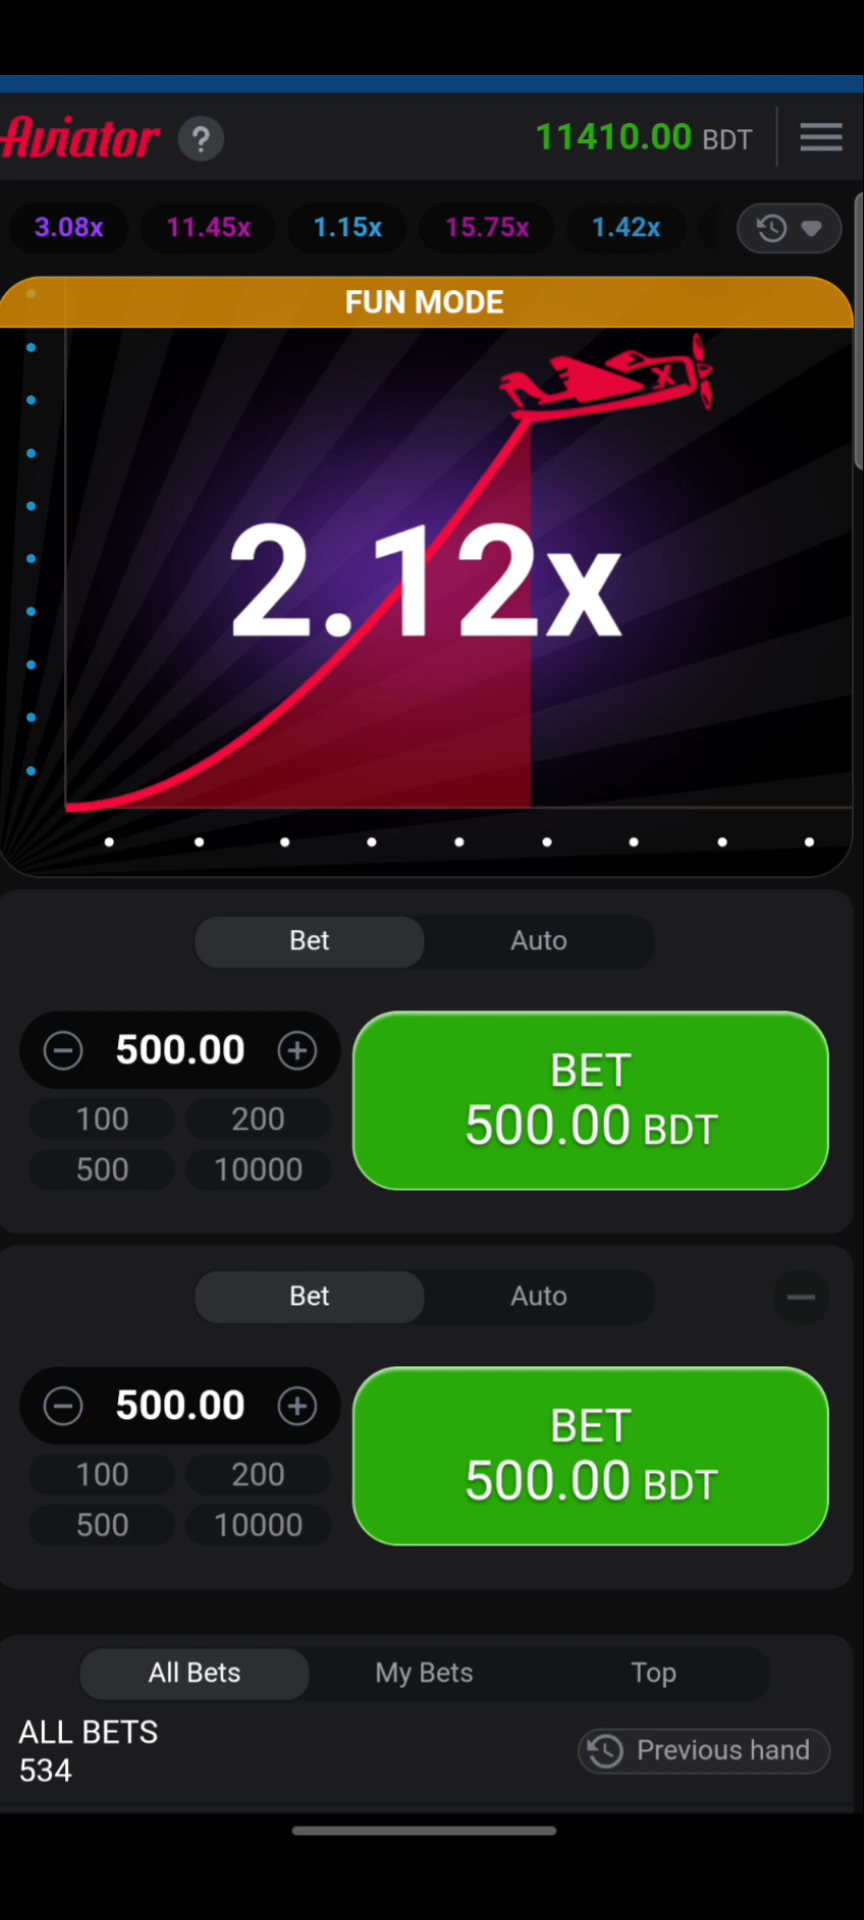 Aviator ? 11410.00 BDT
3.08x 11.45x 1.15x 15.75x 1.42x
FUN MODE
X
2.12x
Bet Auto
500.00
100 200
500 10000
BET
500.00 BDT
Bet Auto
500.00
100 200
500 10000
BET
500.00 BDT
All Bets My Bets Top
ALL BETS
534
Previous hand